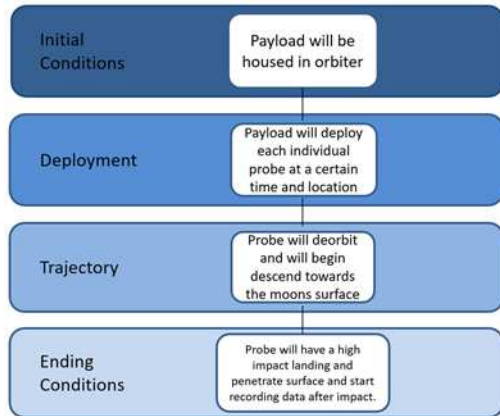 Initial
Conditions
Payload will be
housed in orbiter
Deployment
Payload will deploy
each individual
probe at a certain
time and location
Trajectory
Probe will deorbit
and will begin
descend towards
the moons surface
Ending
Conditions
Probe will have a high
impact landing and
penetrate surface and start
recording data after impact.